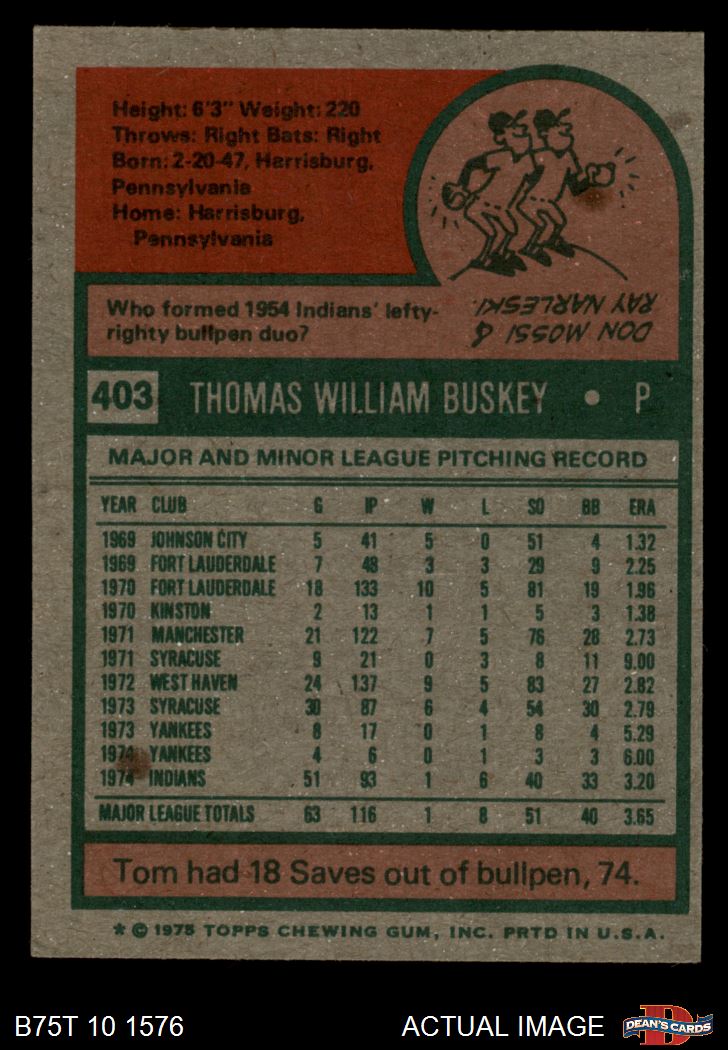 Height: 6'3" Weight: 220
Throws: Right Bats: Right
Born: 2-20-47, Harrisburg,
Pennsylvania
Home: Harrisburg,
Pennsylvania
Who formed 1954 Indians' lefty-
righty bullpen duo?
DON MOSSI &
RAY NARLESKI.
403 THOMAS WILLIAM BUSKEY • P
MAJOR AND MINOR LEAGUE PITCHING RECORD
YEAR CLUB G IP W L SO BB ERA
1969 JOHNSON CITY 5 41 5 0 51 4 1.32
1969 FORT LAUDERDALE 7 48 3 3 29 9 2.25
1970 FORT LAUDERDALE 18 133 10 5 81 19 1.96
1970 KINSTON 2 13 1 1 5 3 1.38
1971 MANCHESTER 21 122 7 5 76 28 2.73
1971 SYRACUSE 9 21 0 3 8 11 9.00
1972 WEST HAVEN 24 137 9 5 83 27 2.82
1973 SYRACUSE 30 87 6 4 54 30 2.79
1973 YANKEES 8 17 0 1 8 4 5.29
1974 YANKEES 4 6 0 1 3 3 6.00
1974 INDIANS 51 93 1 6 40 33 3.20
MAJOR LEAGUE TOTALS 63 116 1 8 51 40 3.65
Tom had 18 Saves out of bullpen, 74.
* © 1975 TOPPS CHEWING GUM, INC. PRTD IN U.S.A.
B75T 10 1576 ACTUAL IMAGE D DEAN'S CARDS